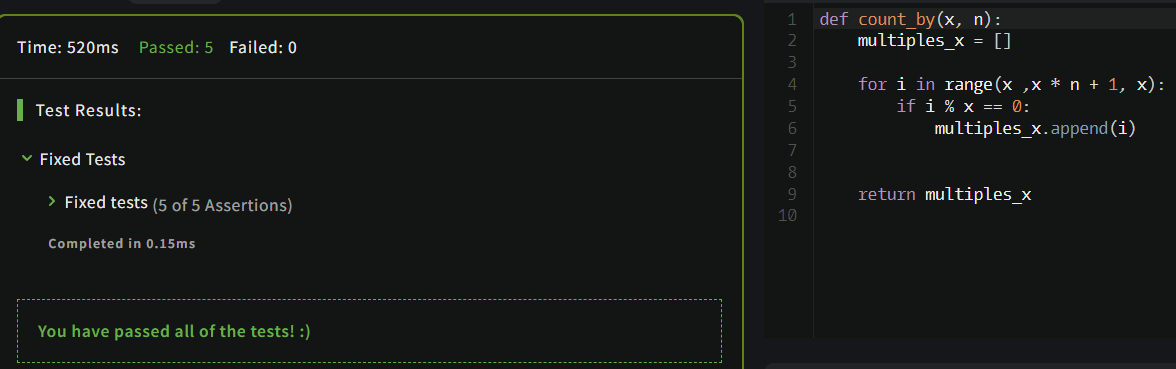 Time: 520ms Passed: 5 Failed: 0
Test Results:
Fixed Tests
Fixed tests (5 of 5 Assertions)
Completed in 0.15ms
You have passed all of the tests! :)
1 def count_by(x, n):
2     multiples_x = []
3
4     for i in range(x ,x * n + 1, x):
5         if i % x == 0:
6             multiples_x.append(i)
7
8
9     return multiples_x
10